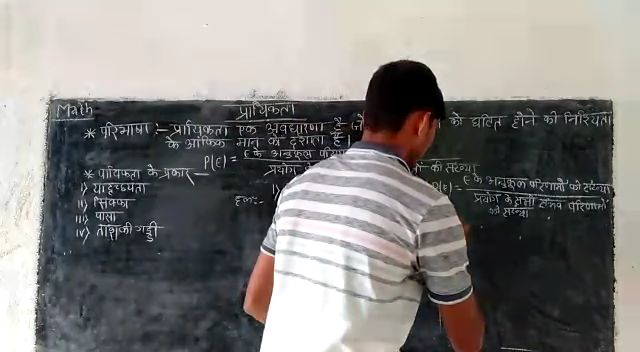 Math
प्रायिकता
* परिभाषा :- प्रायिकता एक अवधारणा है को घटित होने की निश्चितता
के आंकिक मान को दर्शाता है।
P(E) = E के अनुकूल
प्रयोग की संख्या
* प्रायिकता के प्रकार -
i) यादृच्छयता
ii) सिक्का
iii) पासा
iv) ताश की गड्डी
हल:- i)
P(E) = E के अनुकूल परिणामों की संख्या
प्रयोग के सभी संभव परिणामों
की संख्या